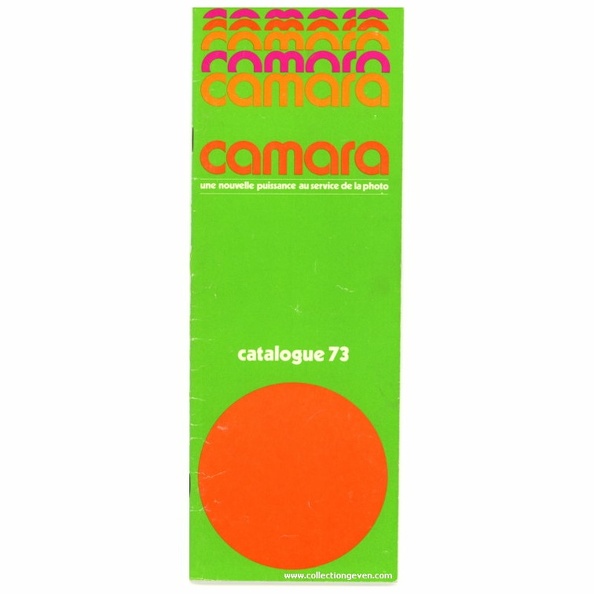 camara
camara
camara
camara
camara
camara
une nouvelle puissance au service de la photo
catalogue 73
www.collectiongeven.com